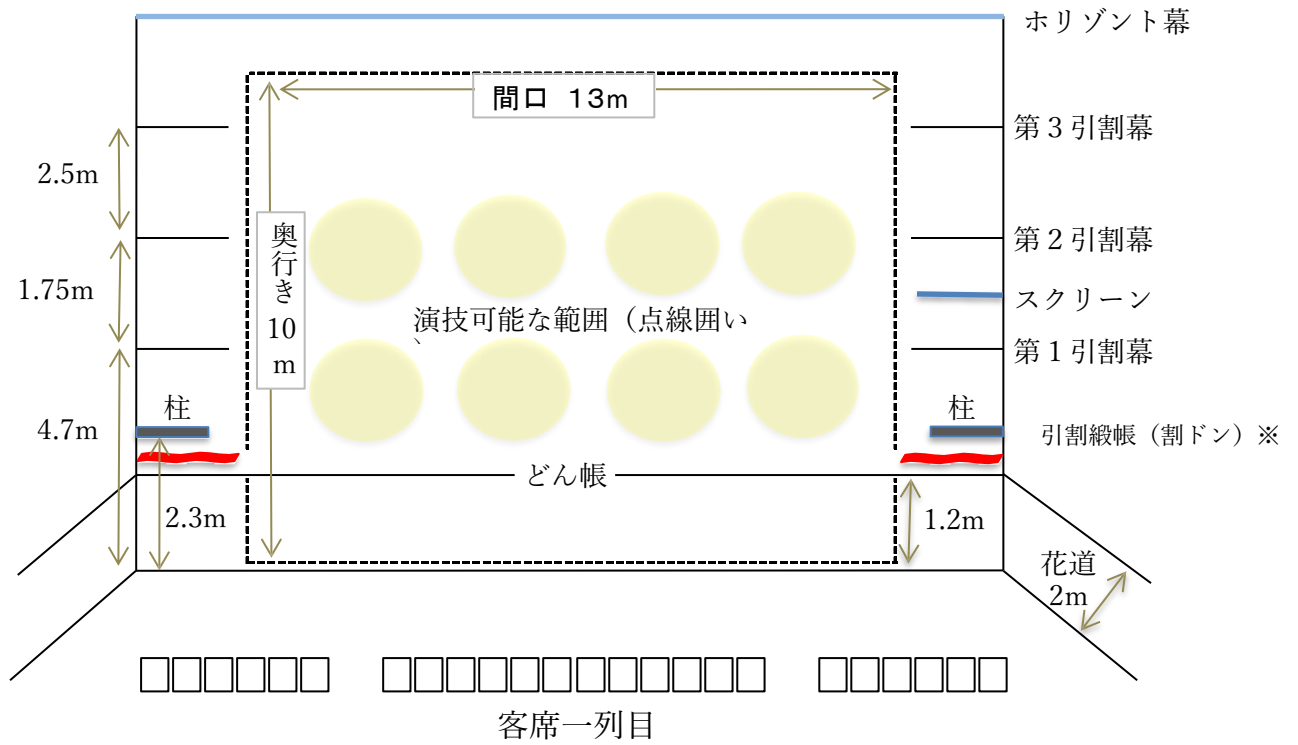 ホリゾント幕
間口 13m
第３引割幕
2.5m
奥行き10m
第２引割幕
1.75m
スクリーン
演技可能な範囲（点線囲い
）
第１引割幕
柱
柱
4.7m
引割緞帳（割ドン）※
どん帳
2.3m
1.2m
花道
2m
客席一列目